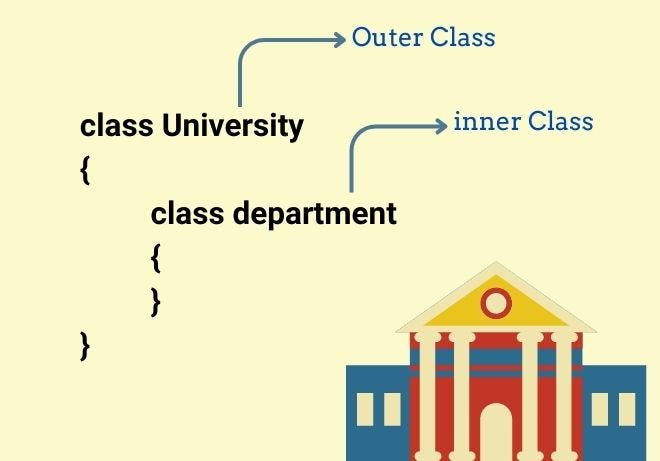 Outer Class
class University
inner Class
{
class department
{
}
}